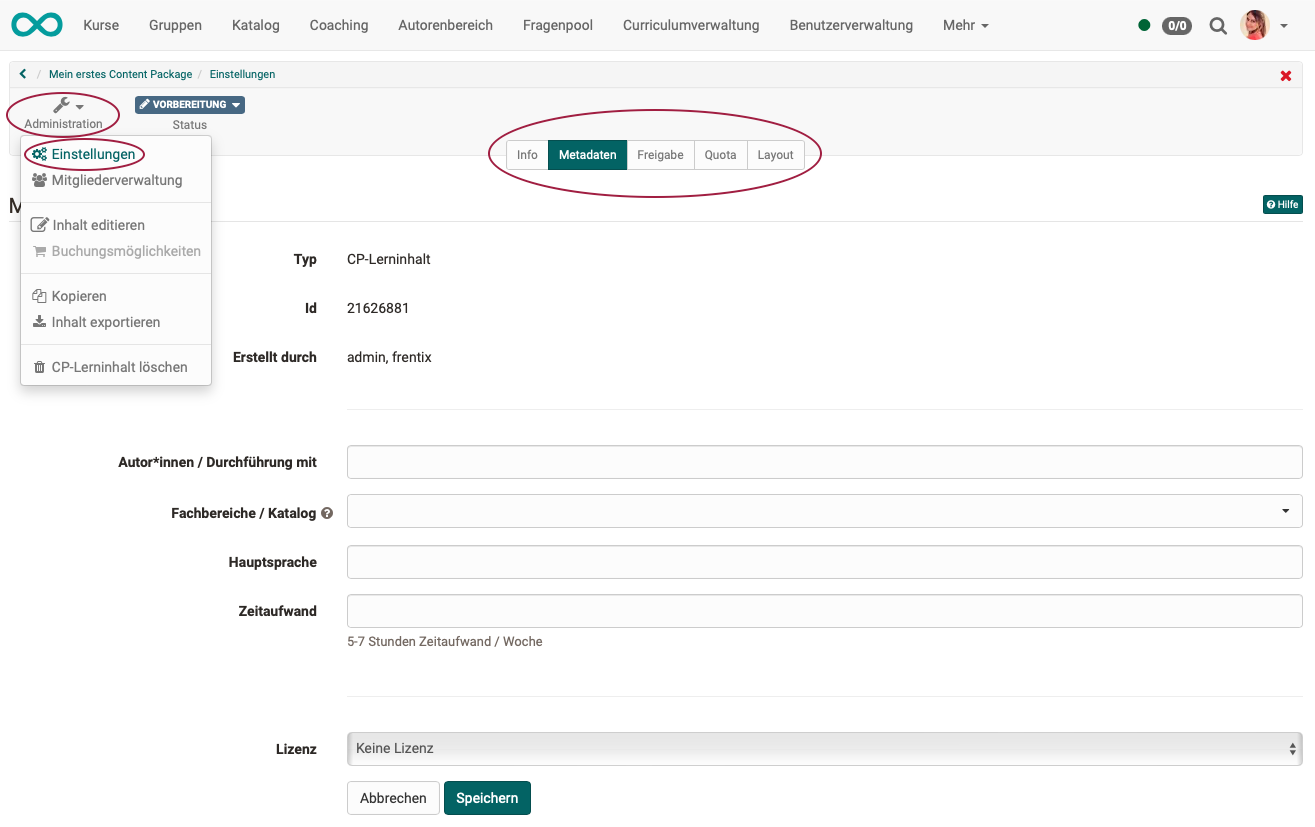 Kurse Gruppen Katalog Coaching Autorenbereich Fragenpool Curriculumverwaltung Benutzerverwaltung Mehr 0/0
/ Mein erstes Content Package / Einstellungen
VORBEREITUNG
Administration Status
Info Metadaten Freigabe Quota Layout
Einstellungen
Mitgliederverwaltung
Hilfe
Inhalt editieren
Buchungsmöglichkeiten
Kopieren
Inhalt exportieren
CP-Lerninhalt löschen
Typ CP-Lerninhalt
Id 21626881
Erstellt durch admin, frentix
Autor*innen / Durchführung mit
Fachbereiche / Katalog
Hauptsprache
Zeitaufwand
5-7 Stunden Zeitaufwand / Woche
Lizenz Keine Lizenz
Abbrechen Speichern